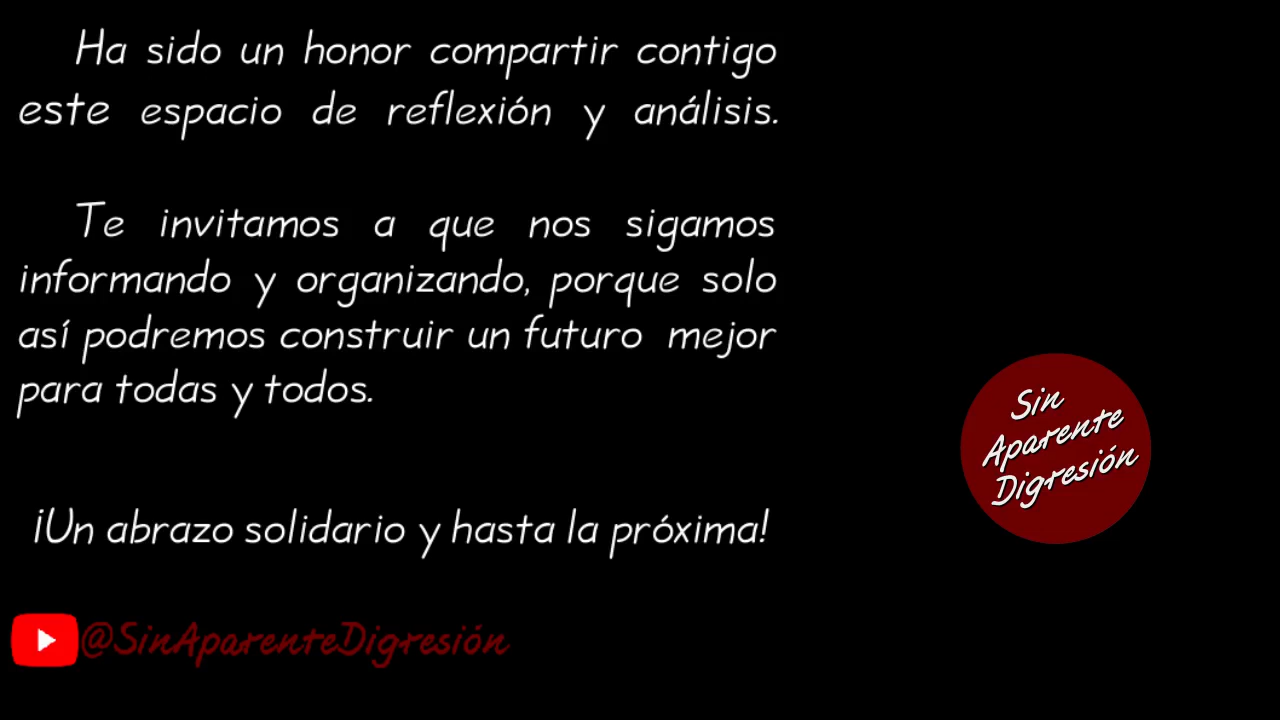 Ha sido un honor compartir contigo
este espacio de reflexión y análisis.
Te invitamos a que nos sigamos
informando y organizando, porque solo
así podremos construir un futuro mejor
para todas y todos.
¡Un abrazo solidario y hasta la próxima!
@SinAparenteDigresión
Sin
Aparente
Digresión